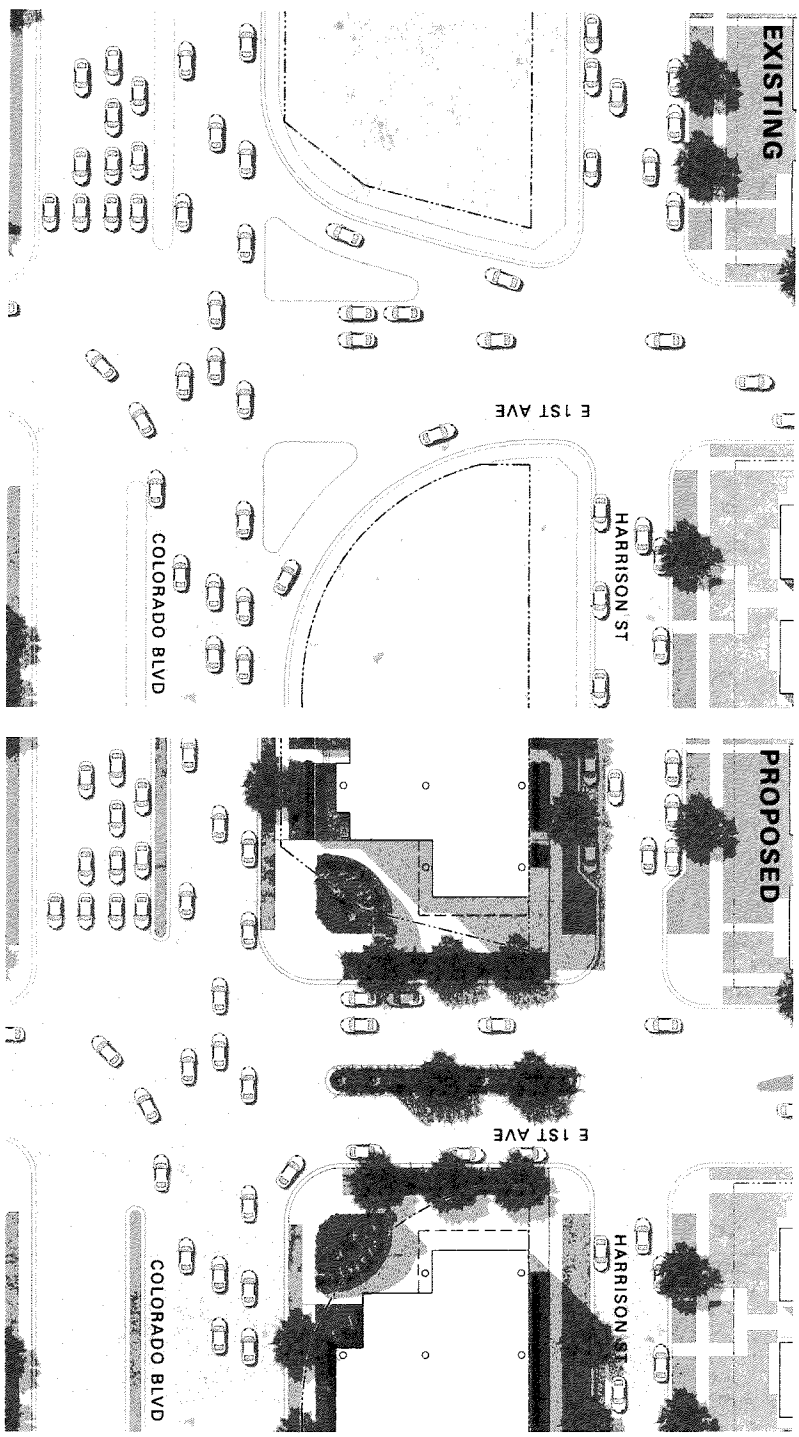 EXISTING
E 1ST AVE
HARRISON ST
COLORADO BLVD
PROPOSED
E 1ST AVE
HARRISON ST
COLORADO BLVD